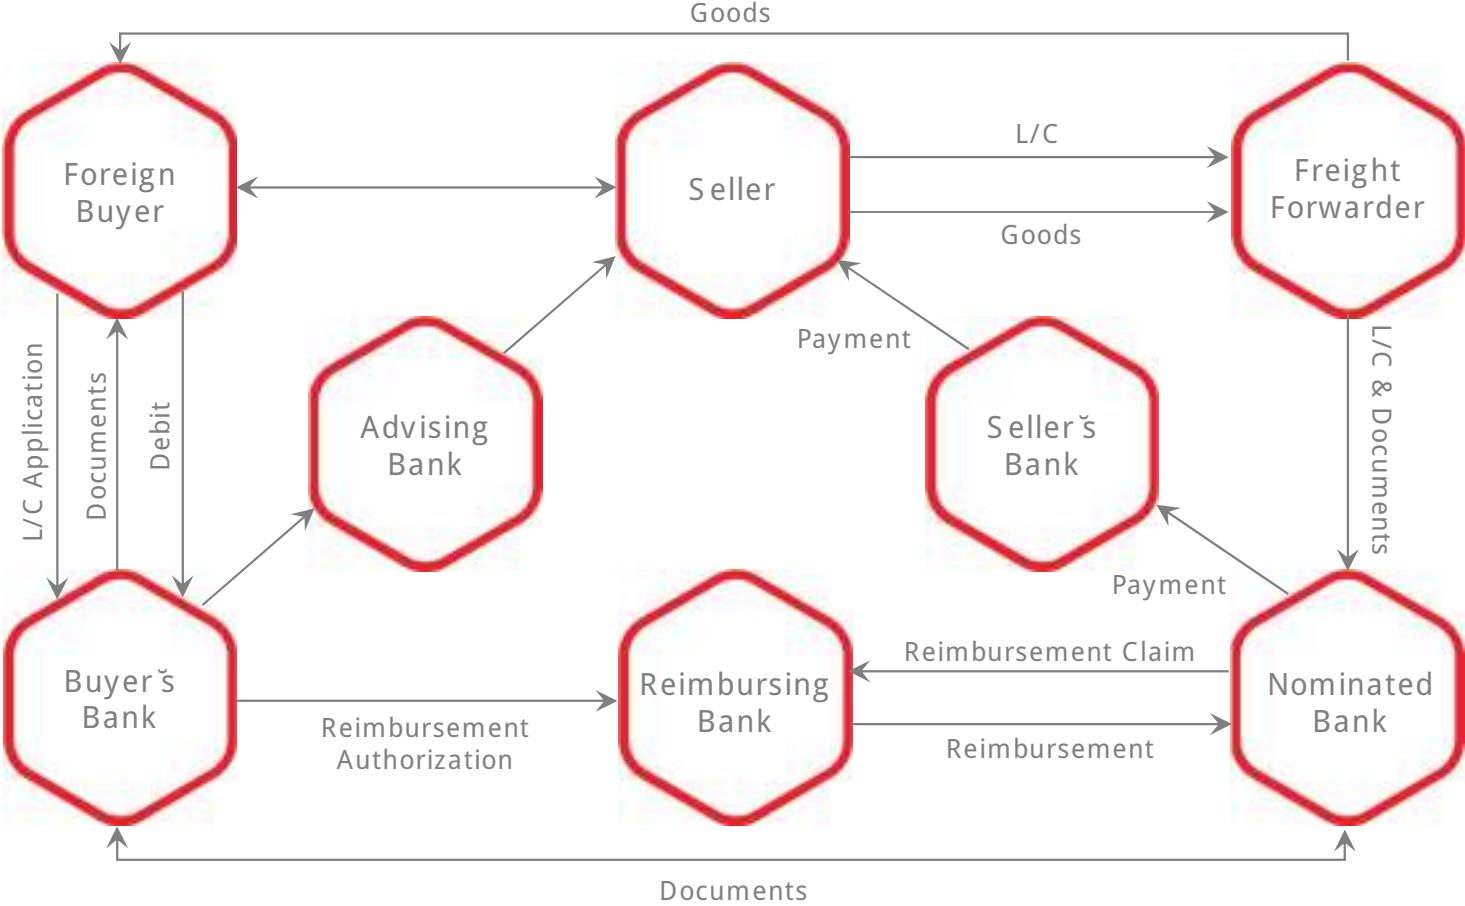 Goods
Foreign
Buyer
Seller
L/C
Goods
Freight
Forwarder
L/C Application
Documents
Debit
Advising
Bank
Payment
Seller˘s
Bank
L/C & Documents
Payment
Buyer˘s
Bank
Reimbursement
Authorization
Reimbursing
Bank
Reimbursement Claim
Reimbursement
Nominated
Bank
Documents